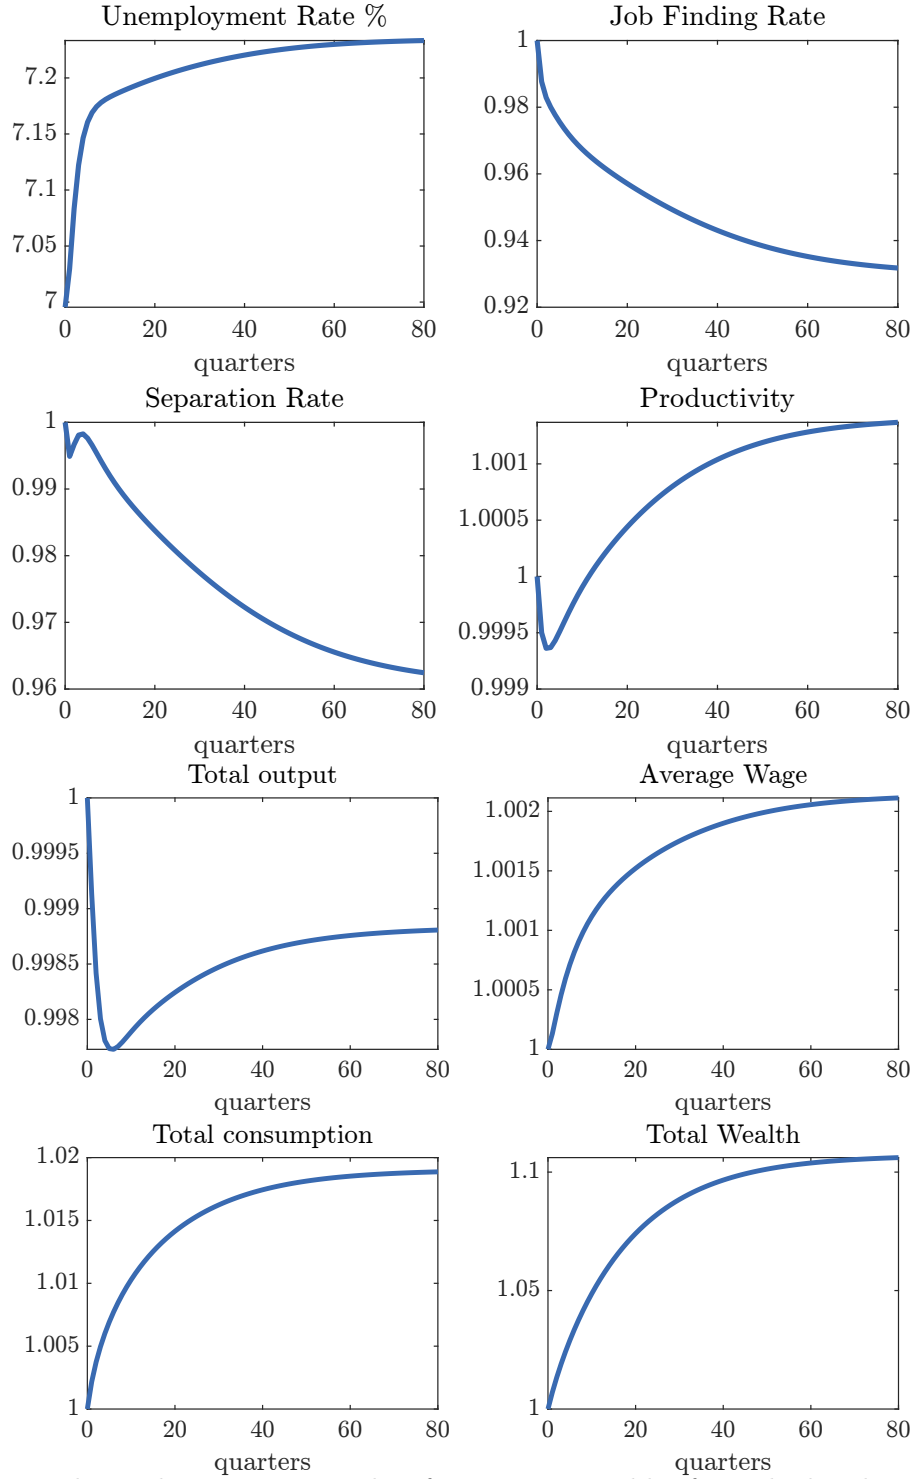 Unemployment Rate %
7.2
7.15
7.1
7.05
7
0 20 40 60 80
quarters
Job Finding Rate
1
0.98
0.96
0.94
0.92
0 20 40 60 80
quarters
Separation Rate
1
0.99
0.98
0.97
0.96
0 20 40 60 80
quarters
Productivity
1.001
1.0005
1
0.9995
0.999
0 20 40 60 80
quarters
Total output
1
0.9995
0.999
0.9985
0.998
0 20 40 60 80
quarters
Average Wage
1.002
1.0015
1.001
1.0005
1
0 20 40 60 80
quarters
Total consumption
1.02
1.015
1.01
1.005
1
0 20 40 60 80
quarters
Total Wealth
1.1
1.05
1
0 20 40 60 80
quarters